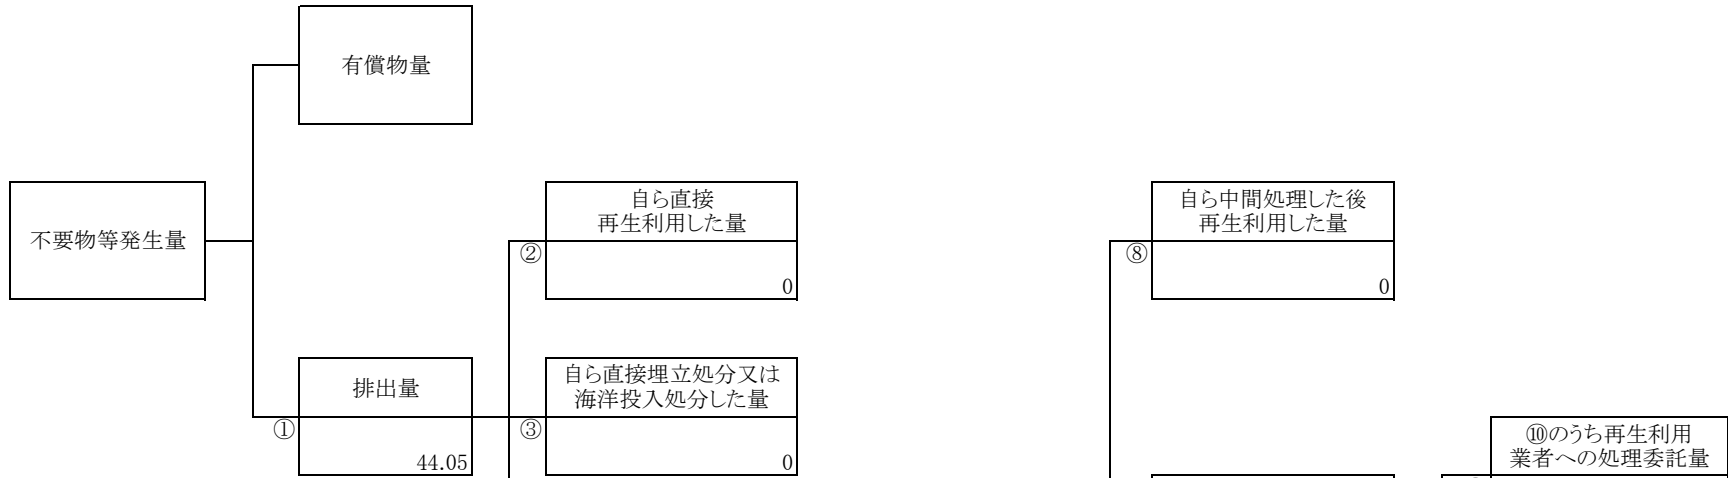 有償物量
不要物等発生量
自ら直接
再生利用した量
②
0
自ら中間処理した後
再生利用した量
⑧
0
排出量
①
44.05
自ら直接埋立処分又は
海洋投入処分した量
③
0
⑩のうち再生利用
業者への処理委託量